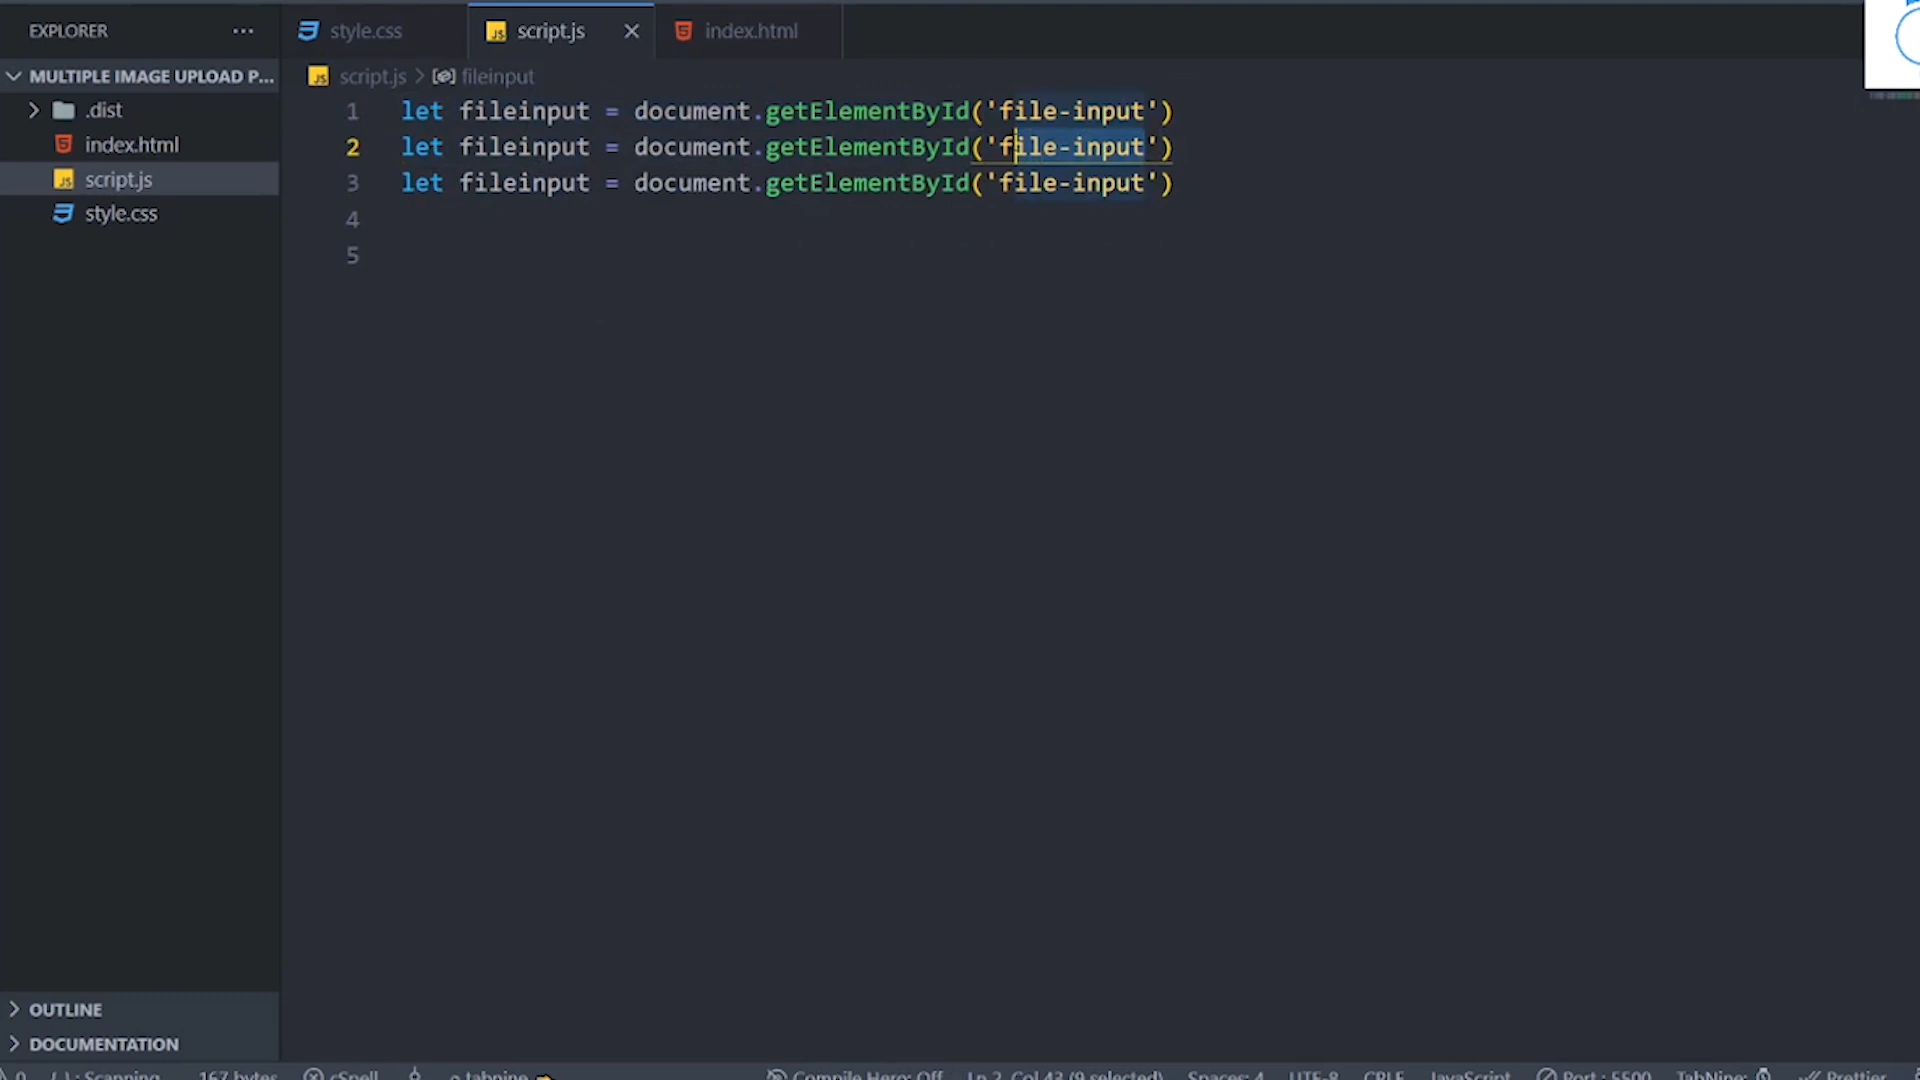 EXPLORER
MULTIPLE IMAGE UPLOAD P...
.dist
index.html
script.js
style.css
OUTLINE
DOCUMENTATION
style.css
script.js
index.html
script.js > fileinput
1 let fileinput = document.getElementById('file-input')
2 let fileinput = document.getElementById('file-input')
3 let fileinput = document.getElementById('file-input')
4
5
0 Scanning 167 bytes cSpell tabnine Compile Hero: Off Ln 2, Col 43 (9 selected) Spaces: 4 UTF-8 CRLF JavaScript Port : 5500 TabNine: Prettier